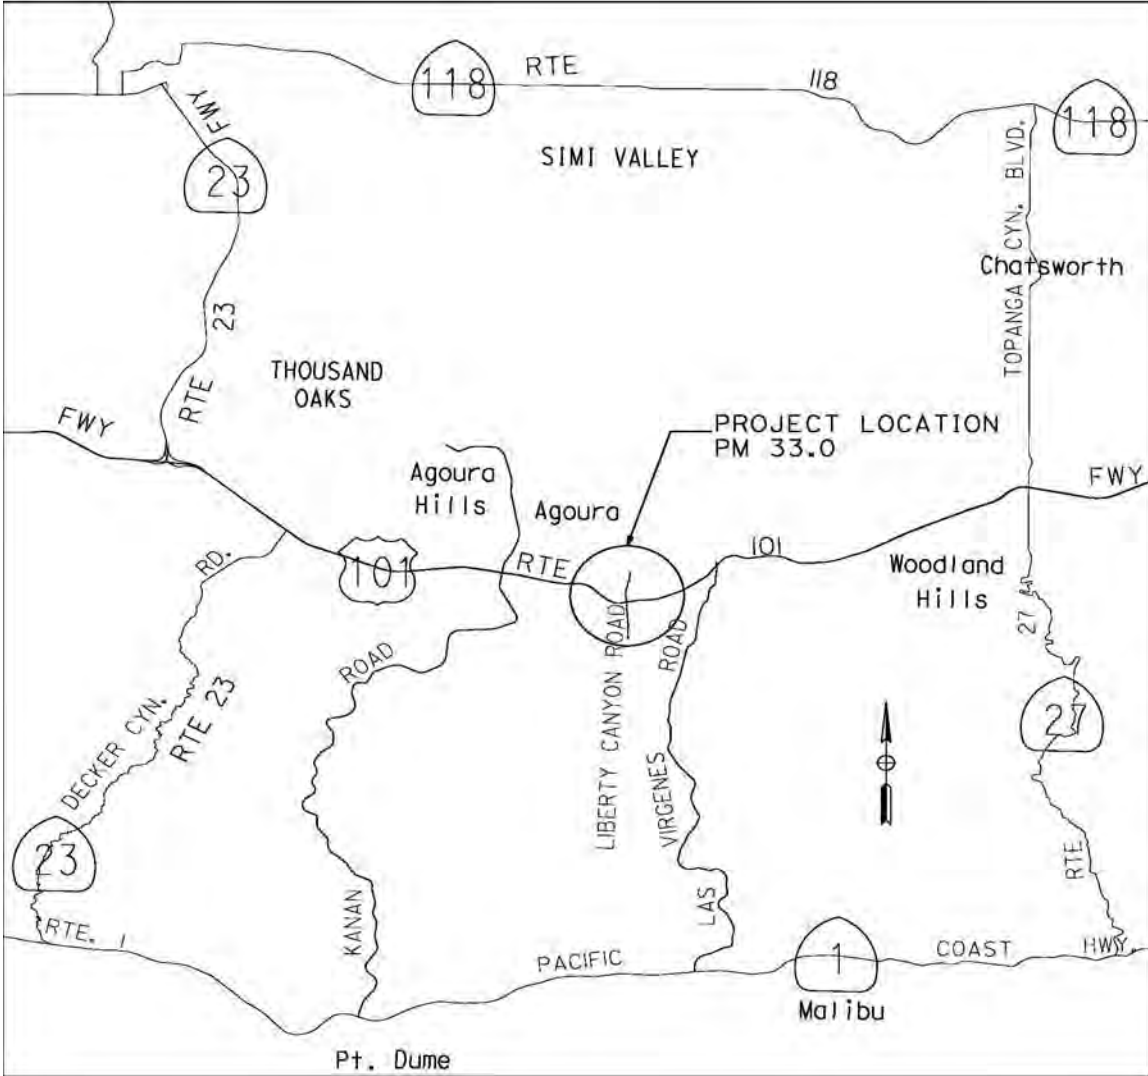 118
RTE
118
118
FWY
23
SIMI VALLEY
TOPANGA CYN. BLVD.
Chatsworth
23
RTE
THOUSAND
OAKS
FWY
PROJECT LOCATION
PM 33.0
Agoura
Hills
Agoura
FWY
101
RTE
101
Woodland
Hills
RD.
DECKER CYN.
RTE 23
ROAD
KANAN
LIBERTY CANYON ROAD
ROAD
VIRGENES
LAS
27
27
RTE
23
RTE. 1
PACIFIC
1
COAST
HWY.
Malibu
Pt. Dume